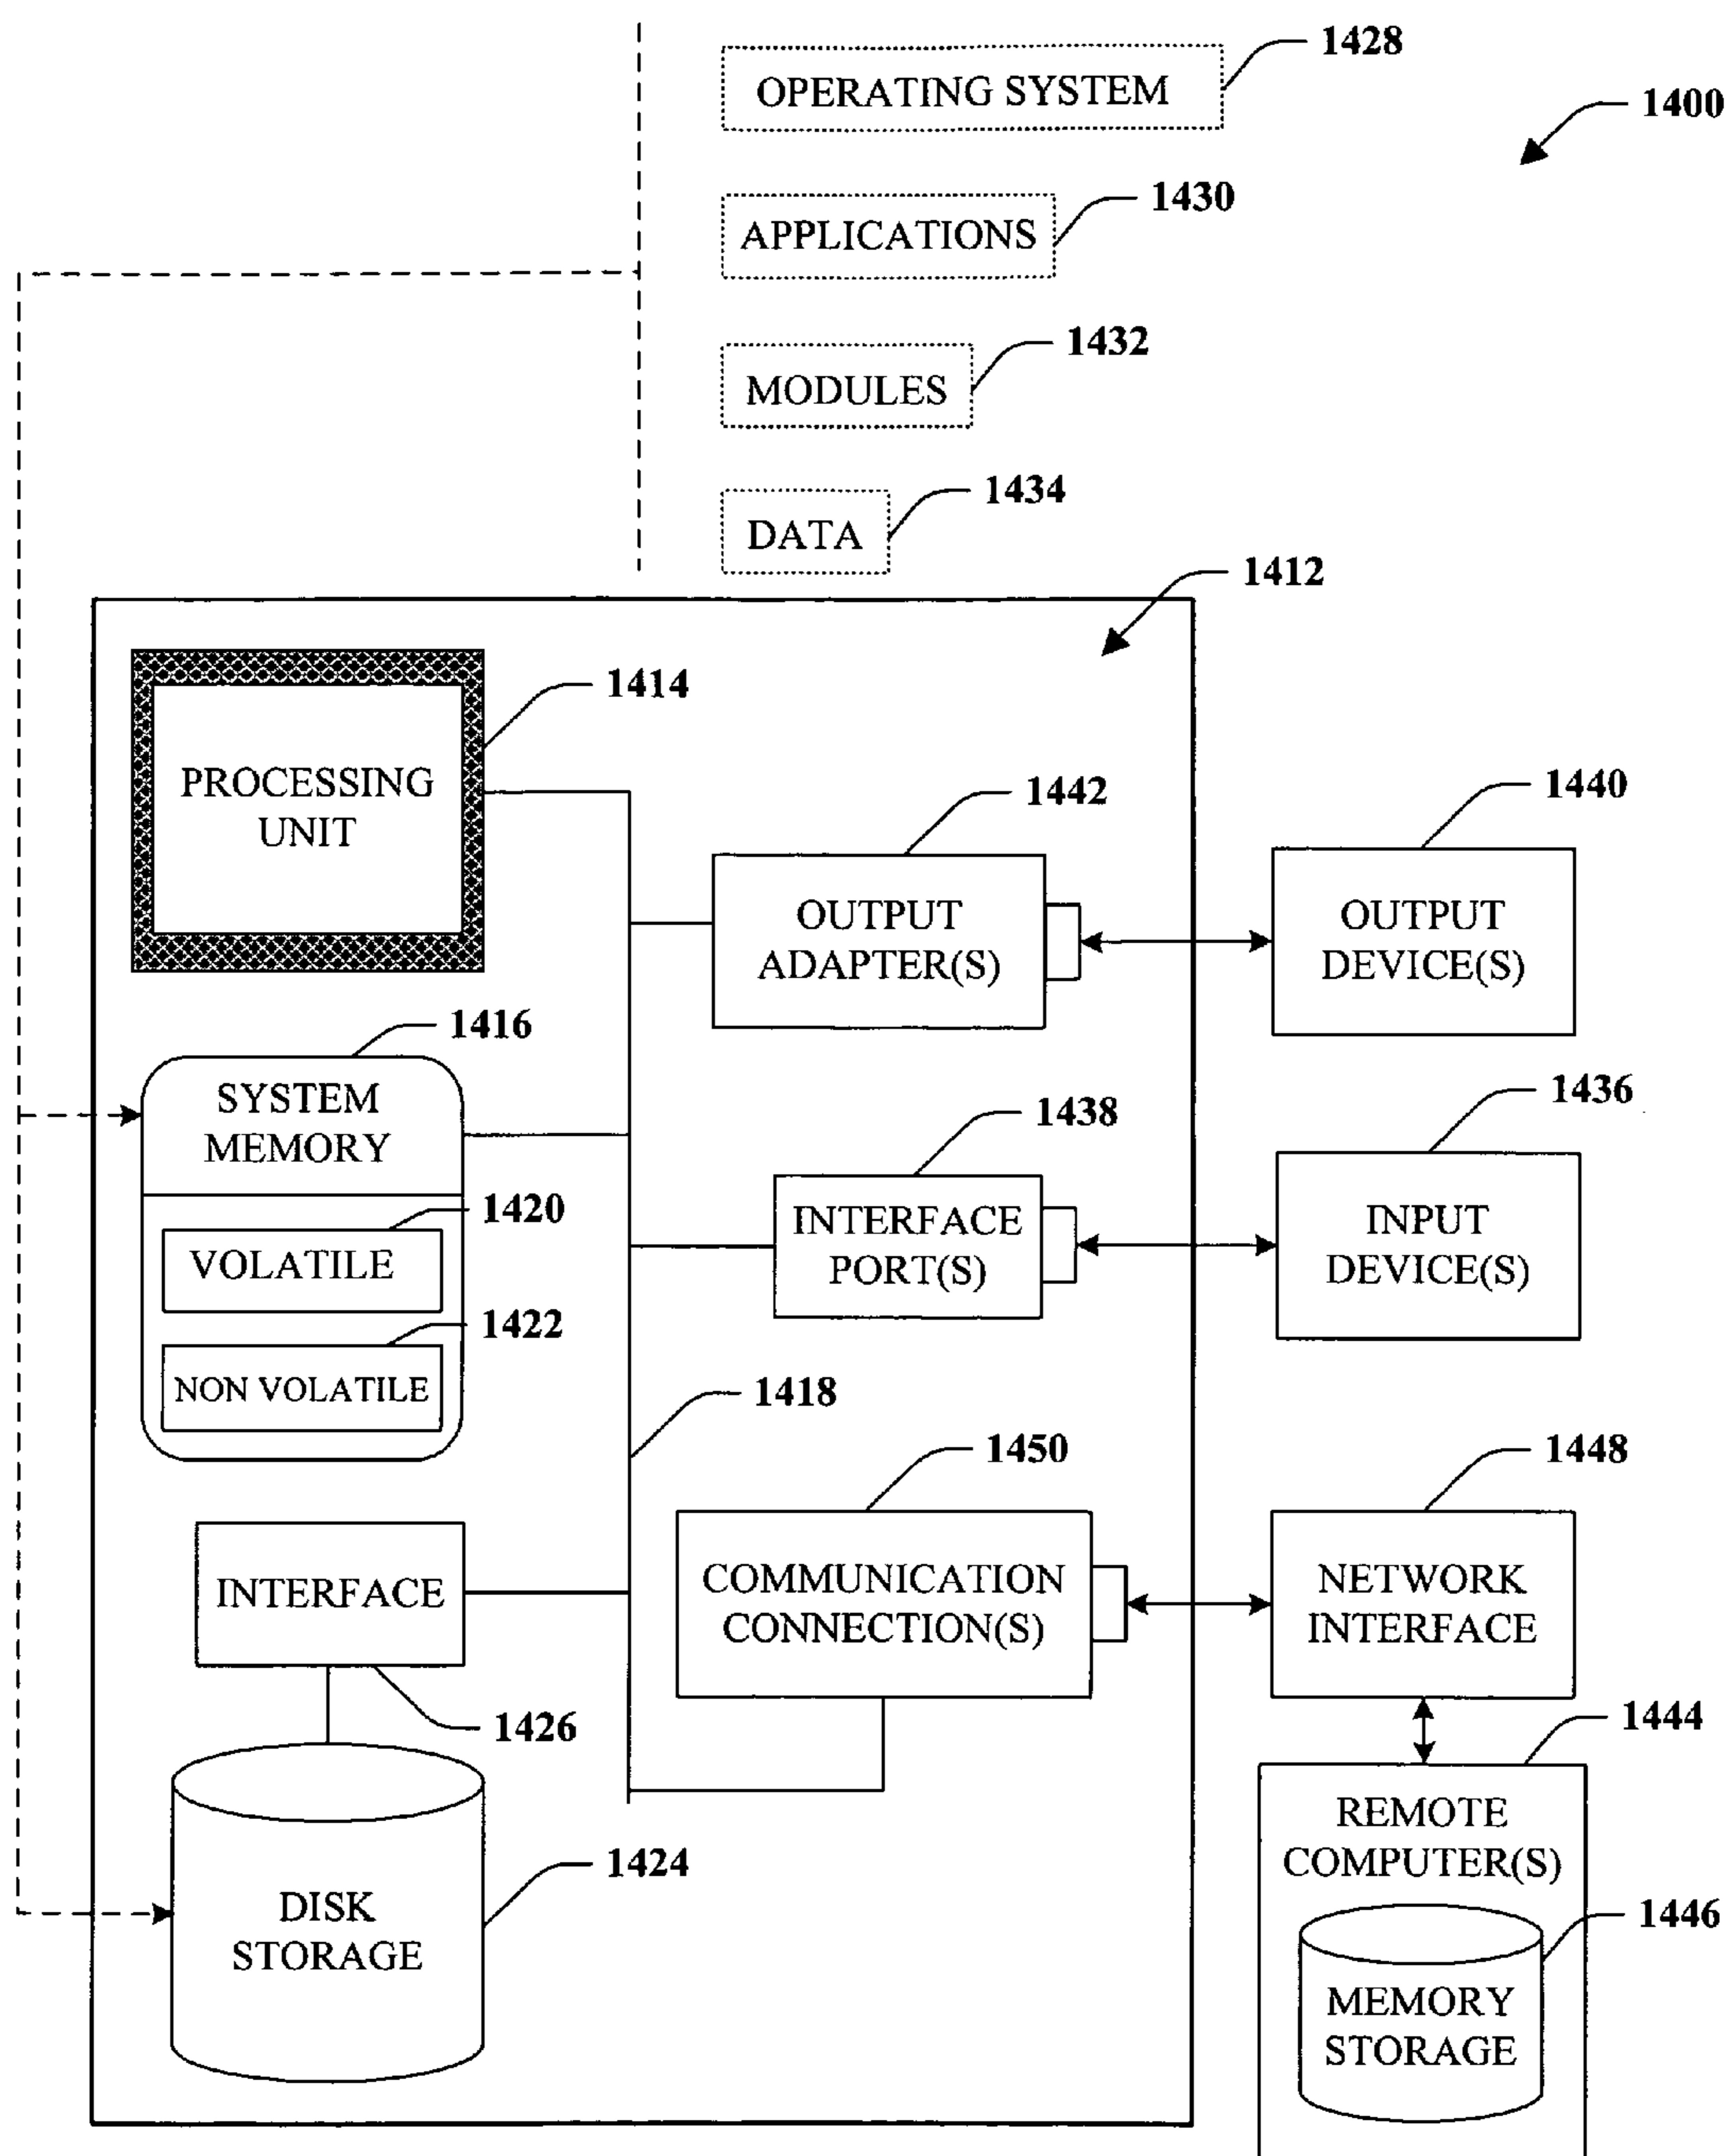 1428
OPERATING SYSTEM
1400
1430
APPLICATIONS
1432
MODULES
1434
DATA
1412
1414
PROCESSING
UNIT
1442
OUTPUT
ADAPTER(S)
1440
OUTPUT
DEVICE(S)
1416
SYSTEM
MEMORY
1420
VOLATILE
1422
NON VOLATILE
1438
INTERFACE
PORT(S)
1436
INPUT
DEVICE(S)
1418
1450
COMMUNICATION
CONNECTION(S)
1448
NETWORK
INTERFACE
INTERFACE
1426
1424
DISK
STORAGE
1444
REMOTE
COMPUTER(S)
1446
MEMORY
STORAGE